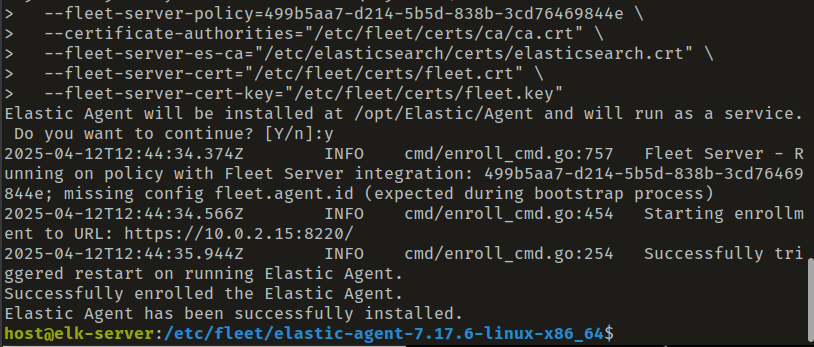 >   --fleet-server-policy=499b5aa7-d214-5b5d-838b-3cd76469844e \
>   --certificate-authorities="/etc/fleet/certs/ca/ca.crt" \
>   --fleet-server-es-ca="/etc/elasticsearch/certs/elasticsearch.crt" \
>   --fleet-server-cert="/etc/fleet/certs/fleet.crt" \
>   --fleet-server-cert-key="/etc/fleet/certs/fleet.key"
Elastic Agent will be installed at /opt/Elastic/Agent and will run as a service.
 Do you want to continue? [Y/n]:y
2025-04-12T12:44:34.374Z        INFO    cmd/enroll_cmd.go:757   Fleet Server - R
unning on policy with Fleet Server integration: 499b5aa7-d214-5b5d-838b-3cd76469
844e; missing config fleet.agent.id (expected during bootstrap process)
2025-04-12T12:44:34.566Z        INFO    cmd/enroll_cmd.go:454   Starting enrollm
ent to URL: https://10.0.2.15:8220/
2025-04-12T12:44:35.944Z        INFO    cmd/enroll_cmd.go:254   Successfully tri
ggered restart on running Elastic Agent.
Successfully enrolled the Elastic Agent.
Elastic Agent has been successfully installed.
host@elk-server:/etc/fleet/elastic-agent-7.17.6-linux-x86_64$